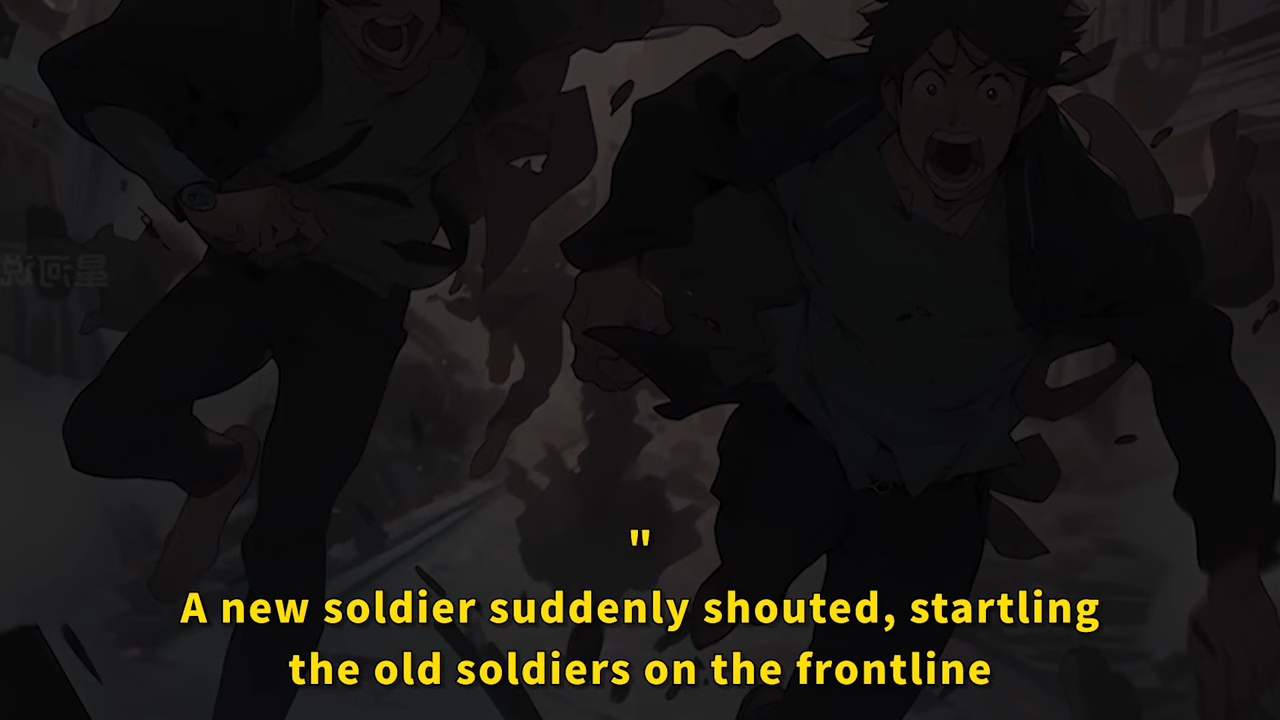 "
A new soldier suddenly shouted, startling
the old soldiers on the frontline